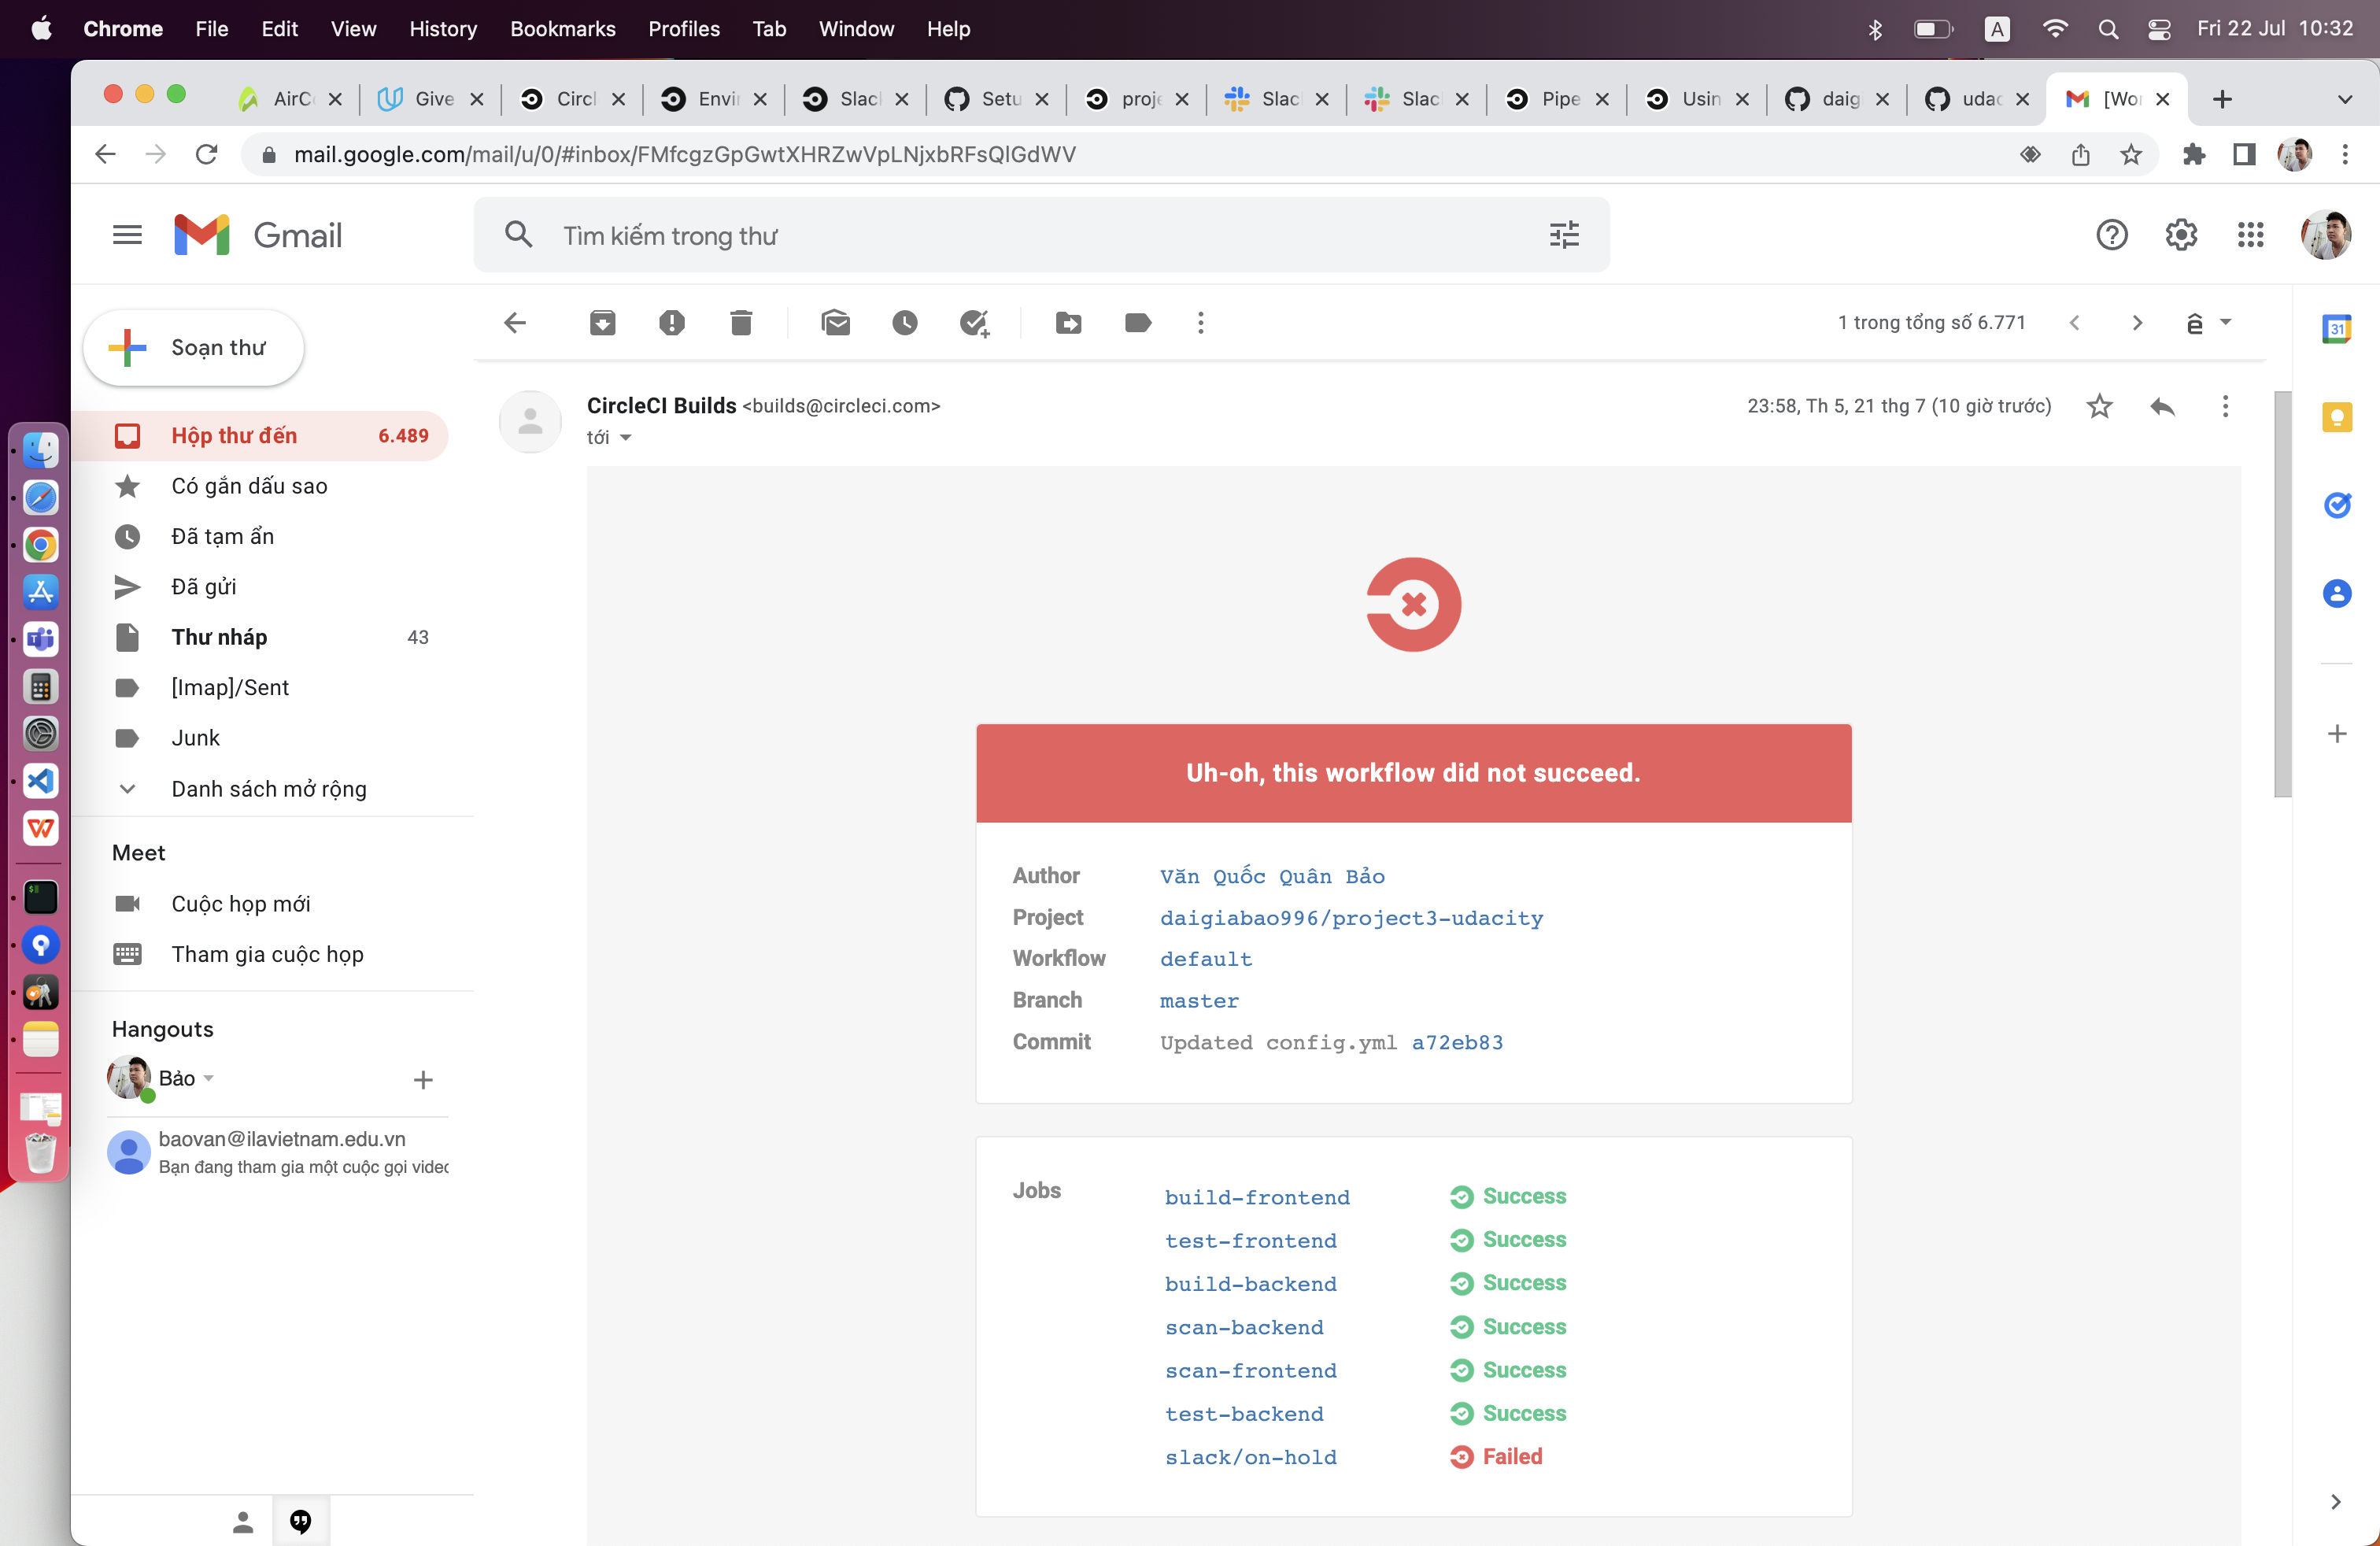 Chrome File Edit View History Bookmarks Profiles Tab Window Help A Fri 22 Jul 10:32
AirC Give Circl Envi Slac Setu proje Slac Slac Pipe Usin daig udac [Wor
mail.google.com/mail/u/0/#inbox/FMfcgzGpGwtXHRZwVpLNjxbRFsQlGdWV
Gmail
Tìm kiếm trong thư
Soạn thư
1 trong tổng số 6.771
ê
31
CircleCI Builds <builds@circleci.com>
23:58, Th 5, 21 thg 7 (10 giờ trước)
tới
Hộp thư đến 6.489
Có gắn dấu sao
Đã tạm ẩn
Đã gửi
Thư nháp 43
[Imap]/Sent
Junk
Danh sách mở rộng
Meet
Cuộc họp mới
Tham gia cuộc họp
Hangouts
Bảo
baovan@ilavietnam.edu.vn
Bạn đang tham gia một cuộc gọi video
Uh-oh, this workflow did not succeed.
Author Văn Quốc Quân Bảo
Project daigiabao996/project3-udacity
Workflow default
Branch master
Commit Updated config.yml a72eb83
Jobs build-frontend Success
test-frontend Success
build-backend Success
scan-backend Success
scan-frontend Success
test-backend Success
slack/on-hold Failed